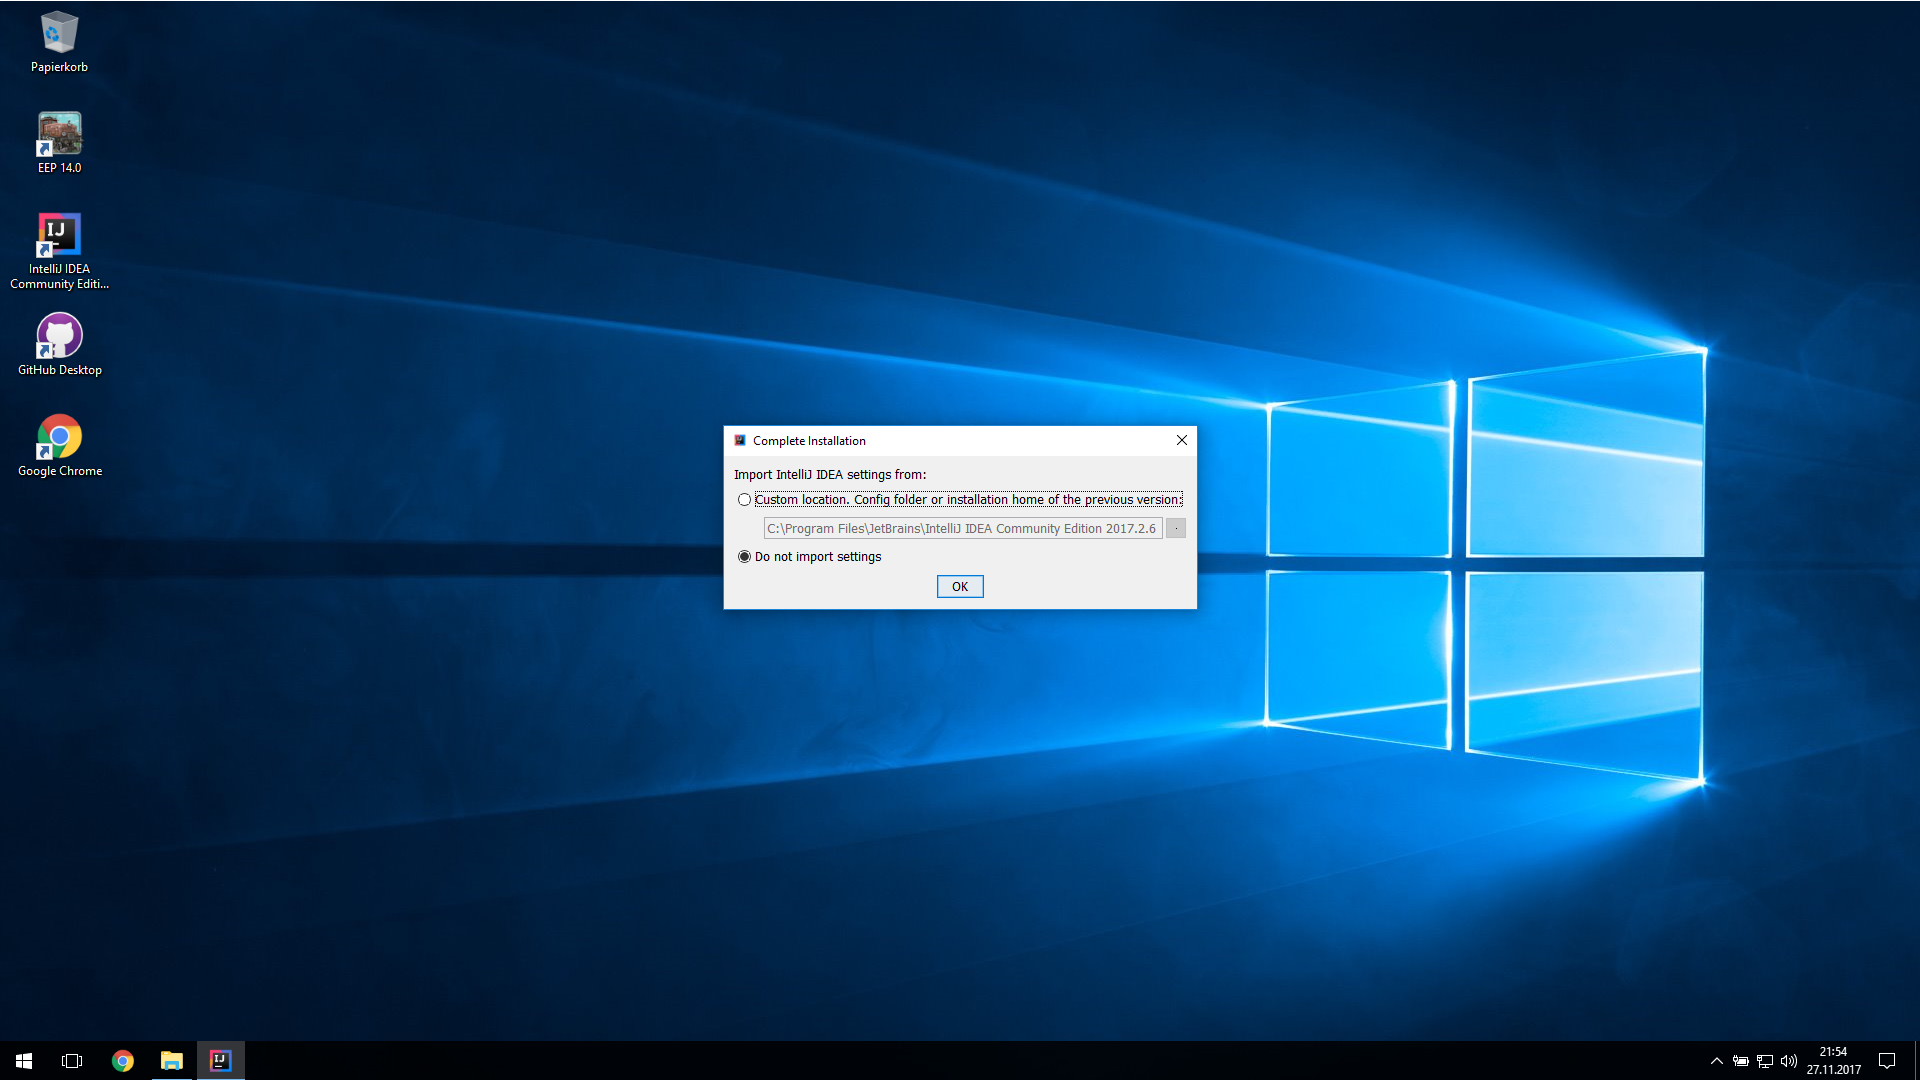 Papierkorb
EEP 14.0
IJ
IntelliJ IDEA
Community Editi...
GitHub Desktop
Google Chrome
Complete Installation
Import IntelliJ IDEA settings from:
Custom location. Config folder or installation home of the previous version:
C:\Program Files\JetBrains\IntelliJ IDEA Community Edition 2017.2.6
Do not import settings
OK
IJ
21:54
27.11.2017